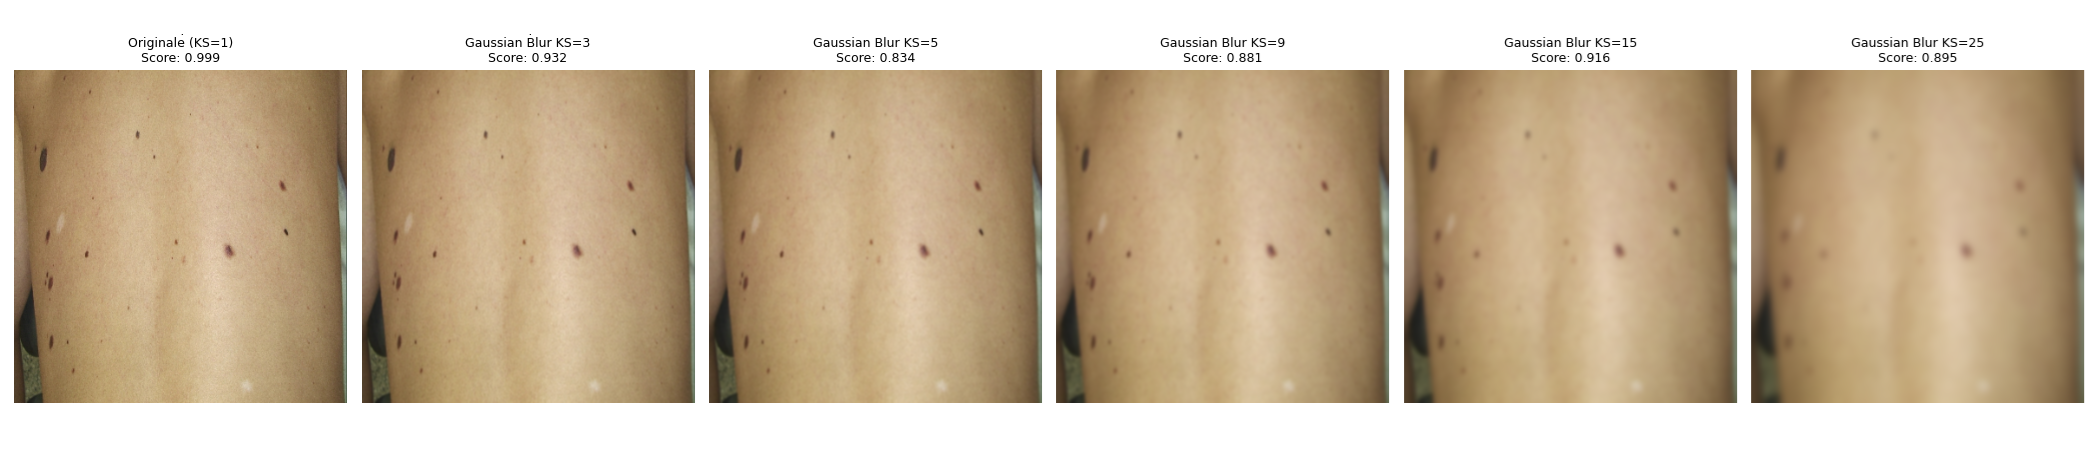 Originale (KS=1)
Score: 0.999
Gaussian Blur KS=3
Score: 0.932
Gaussian Blur KS=5
Score: 0.834
Gaussian Blur KS=9
Score: 0.881
Gaussian Blur KS=15
Score: 0.916
Gaussian Blur KS=25
Score: 0.895